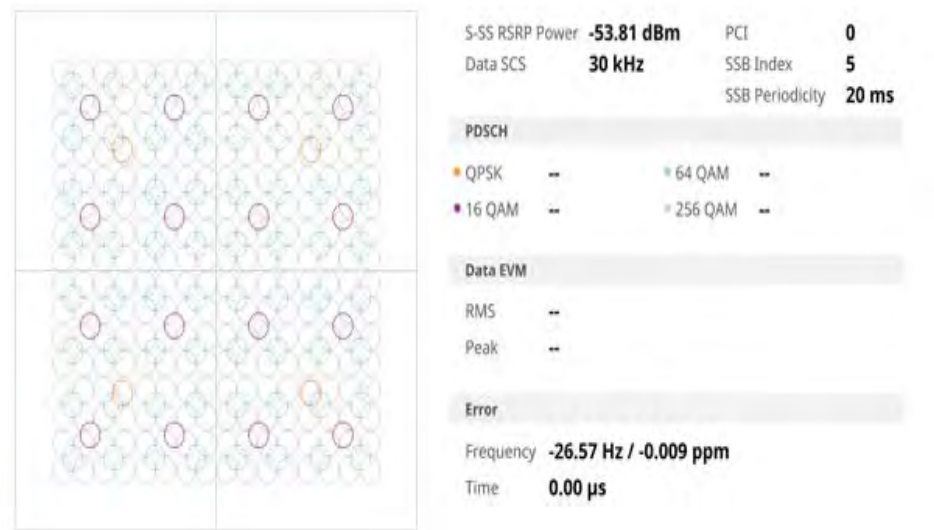 S-SS RSRP Power -53.81 dBm PCI 0
Data SCS 30 kHz SSB Index 5
SSB Periodicity 20 ms
PDSCH
QPSK -- 64 QAM --
16 QAM -- 256 QAM --
Data EVM
RMS --
Peak --
Error
Frequency -26.57 Hz / -0.009 ppm
Time 0.00 µs